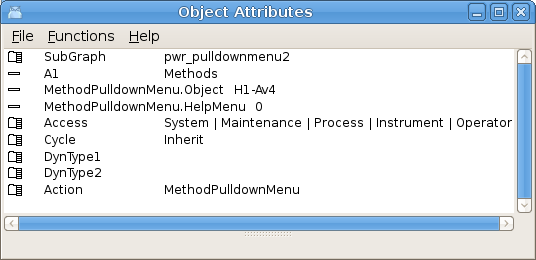 Object Attributes
File Functions Help
SubGraph pwr_pulldownmenu2
A1 Methods
MethodPulldownMenu.Object H1-Av4
MethodPulldownMenu.HelpMenu 0
Access System | Maintenance | Process | Instrument | Operator
Cycle Inherit
DynType1
DynType2
Action MethodPulldownMenu